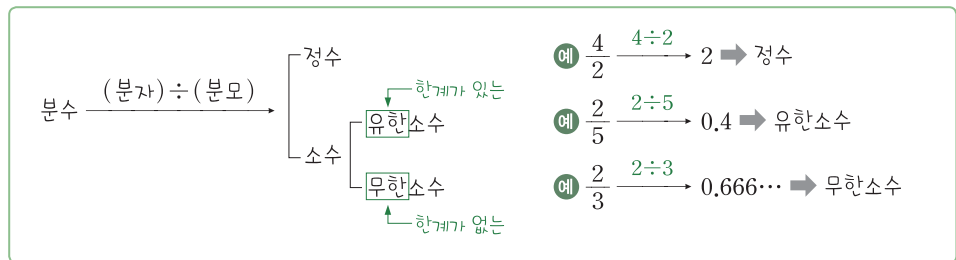 분수 (분자)÷(분모)
정수
소수
한계가 있는
유한소수
무한소수
한계가 없는
예 4/2 4÷2 2 정수
예 2/5 2÷5 0.4 유한소수
예 2/3 2÷3 0.666⋯ 무한소수